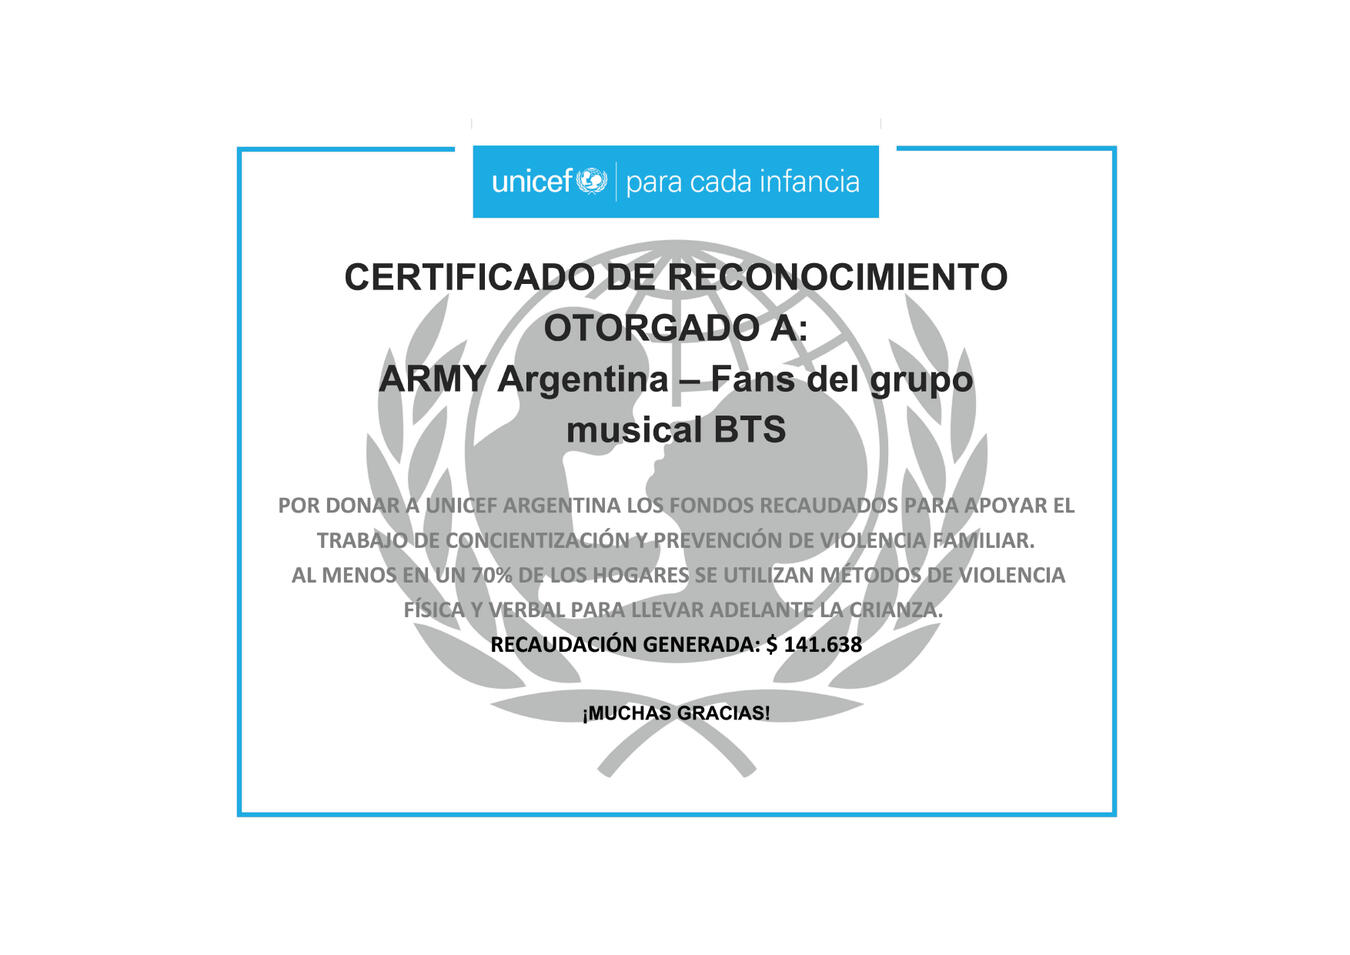 unicef para cada infancia
CERTIFICADO DE RECONOCIMIENTO
OTORGADO A:
ARMY Argentina – Fans del grupo
musical BTS
POR DONAR A UNICEF ARGENTINA LOS FONDOS RECAUDADOS PARA APOYAR EL
TRABAJO DE CONCIENTIZACIÓN Y PREVENCIÓN DE VIOLENCIA FAMILIAR.
AL MENOS EN UN 70% DE LOS HOGARES SE UTILIZAN MÉTODOS DE VIOLENCIA
FÍSICA Y VERBAL PARA LLEVAR ADELANTE LA CRIANZA.
RECAUDACIÓN GENERADA: $ 141.638
¡MUCHAS GRACIAS!